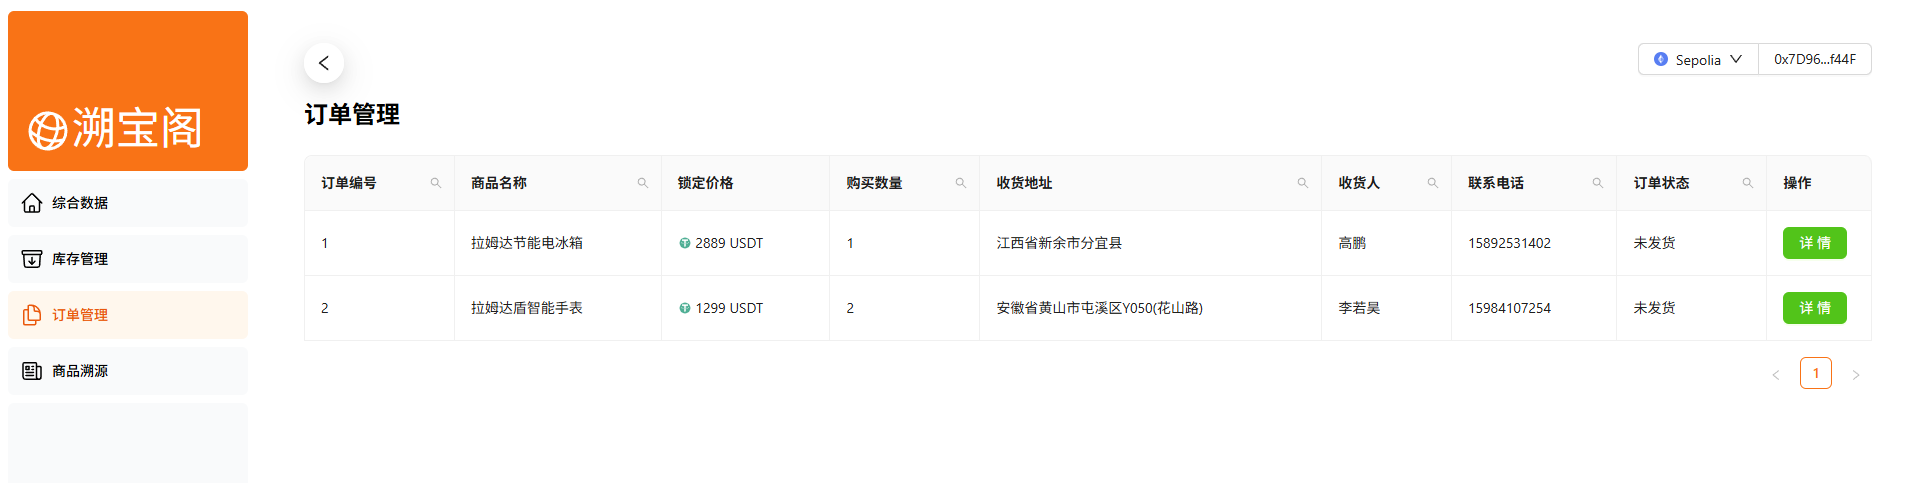 溯宝阁
综合数据
库存管理
订单管理
商品溯源
Sepolia 0x7D96...f44F
订单管理
订单编号 商品名称 锁定价格 购买数量 收货地址 收货人 联系电话 订单状态 操作
1 拉姆达节能电冰箱 2889 USDT 1 江西省新余市分宜县 高鹏 15892531402 未发货 详 情
2 拉姆达盾智能手表 1299 USDT 2 安徽省黄山市屯溪区Y050(花山路) 李若昊 15984107254 未发货 详 情
1